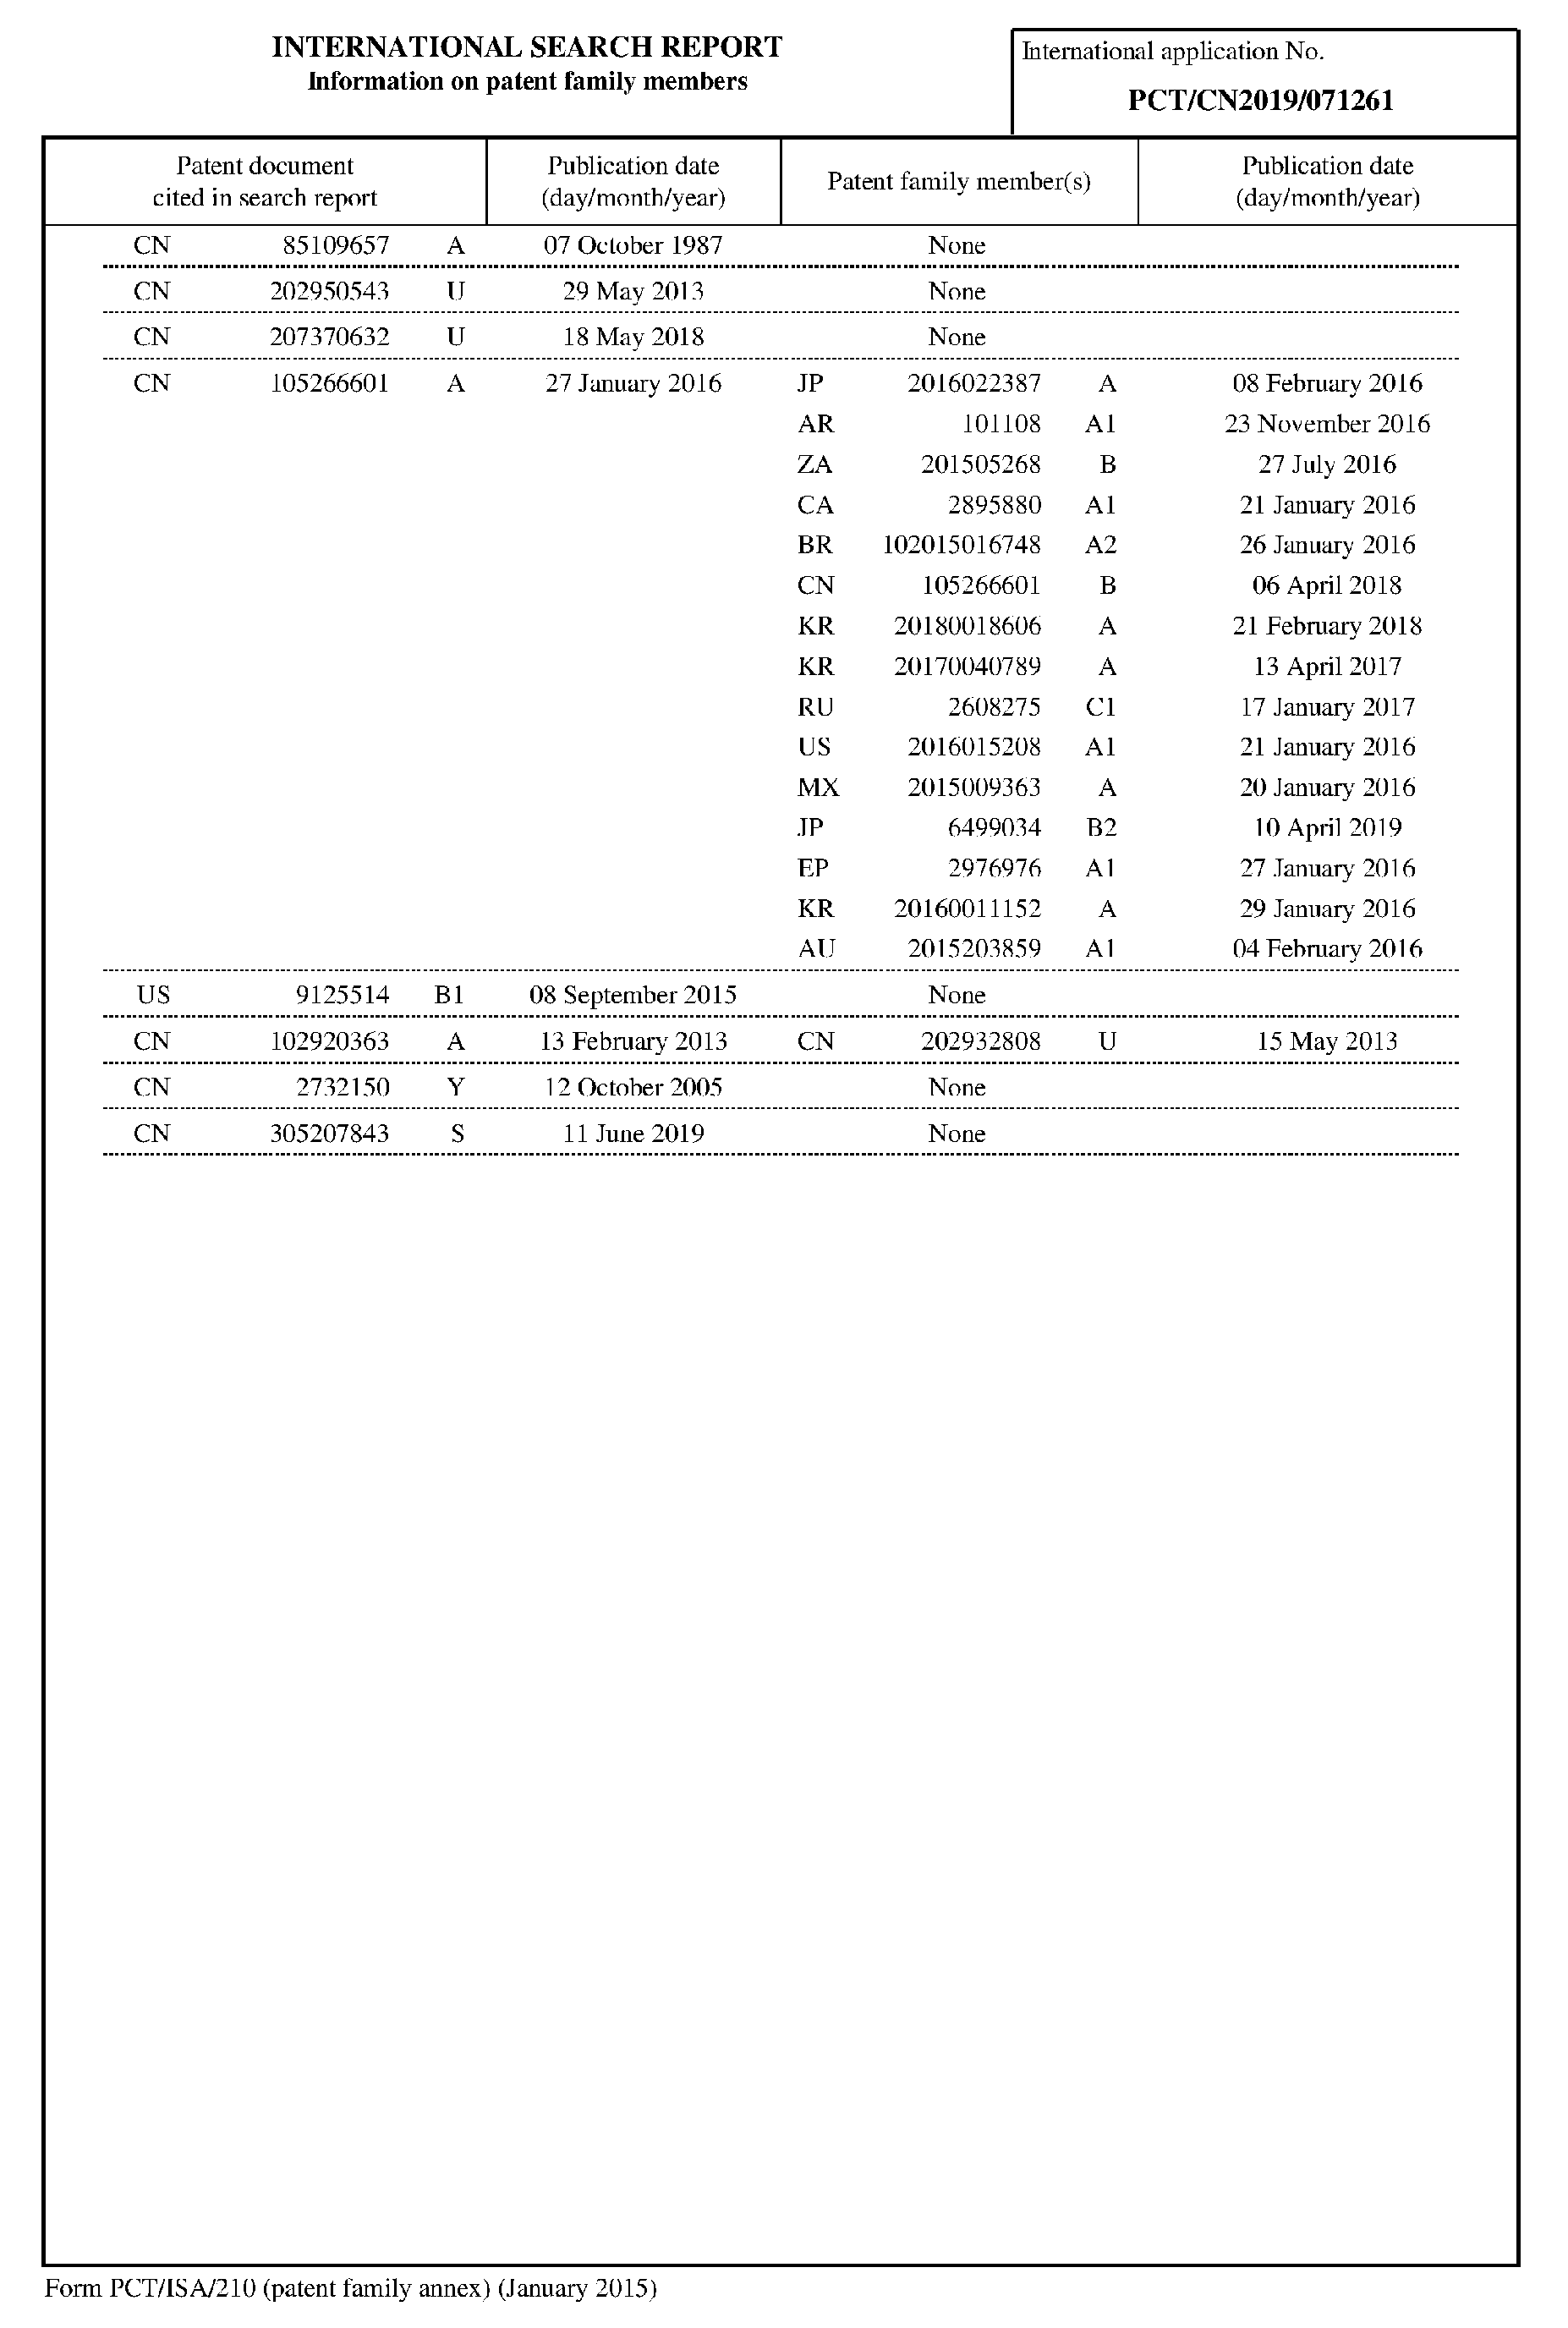 INTERNATIONAL SEARCH REPORT
Information on patent family members
International application No.
PCT/CN2019/071261
Patent document cited in search report
Publication date (day/month/year)
Patent family member(s)
Publication date (day/month/year)
CN 85109657 A 07 October 1987 None
CN 202950543 U 29 May 2013 None
CN 207370632 U 18 May 2018 None
CN 105266601 A 27 January 2016 JP 2016022387 A 08 February 2016
AR 101108 A1 23 November 2016
ZA 201505268 B 27 July 2016
CA 2895880 A1 21 January 2016
BR 102015016748 A2 26 January 2016
CN 105266601 B 06 April 2018
KR 20180018606 A 21 February 2018
KR 20170040789 A 13 April 2017
RU 2608275 C1 17 January 2017
US 2016015208 A1 21 January 2016
MX 2015009363 A 20 January 2016
JP 6499034 B2 10 April 2019
EP 2976976 A1 27 January 2016
KR 20160011152 A 29 January 2016
AU 2015203859 A1 04 February 2016
US 9125514 B1 08 September 2015 None
CN 102920363 A 13 February 2013 CN 202932808 U 15 May 2013
CN 2732150 Y 12 October 2005 None
CN 305207843 S 11 June 2019 None
Form PCT/ISA/210 (patent family annex) (January 2015)